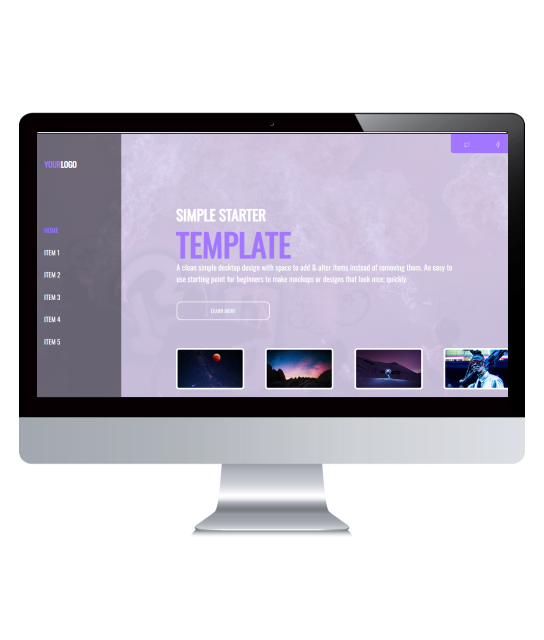 YOURLOGO
HOME
ITEM 1
ITEM 2
ITEM 3
ITEM 4
ITEM 5
SIMPLE STARTER
TEMPLATE
A clean simple desktop design with space to add & alter items instead of removing them. An easy to
use starting point for beginners to make mockups or designs that look nice; quickly.
LEARN MORE